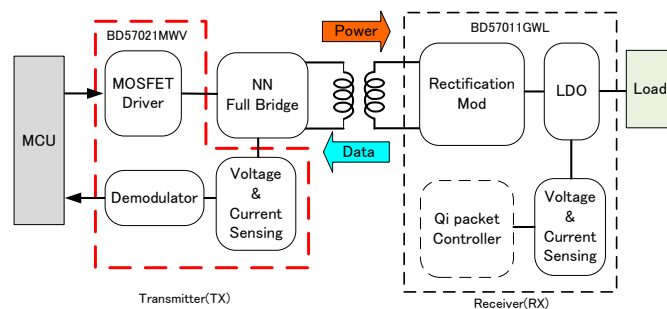 BD57021MWV
Power
BD57011GWL
MCU
MOSFET
Driver
NN
Full Bridge
Rectification
Mod
LDO
Load
Data
Demodulator
Voltage
&
Current
Sensing
Qi packet
Controller
Voltage
&
Current
Sensing
Transmitter(TX)
Receiver(RX)